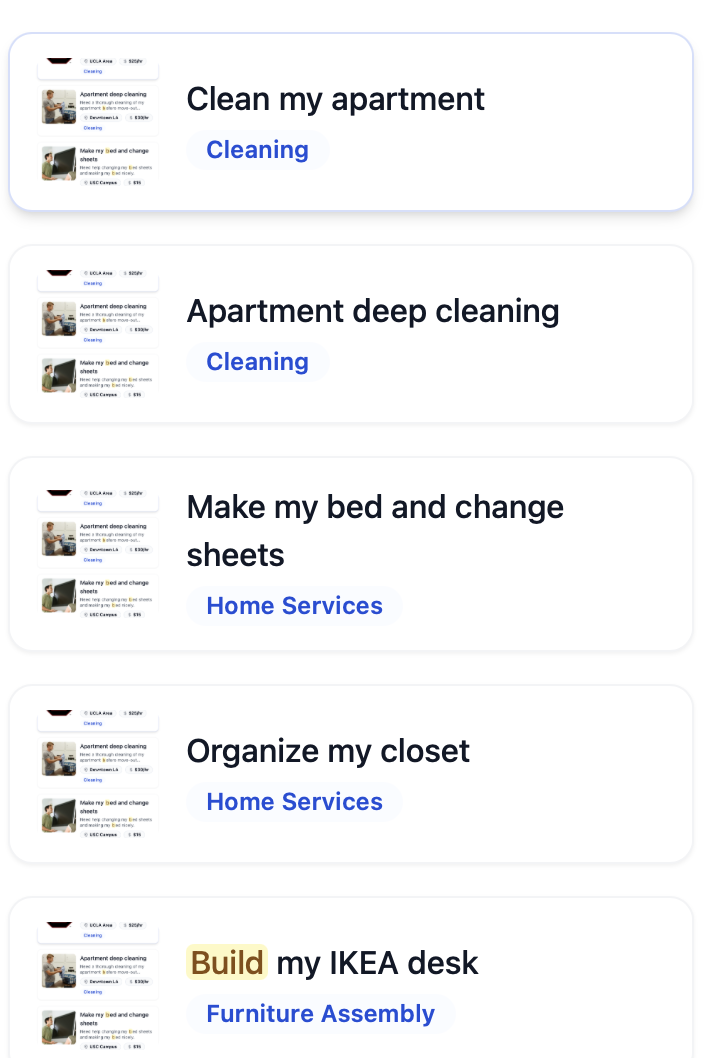 UCLA Area $25/hr
Cleaning
Apartment deep cleaning
Need a thorough cleaning of my
apartment before move-out...
Downtown LA $30/hr
Cleaning
Make my bed and change
sheets
Need help changing my bed sheets
and making my bed nicely.
USC Campus $15
Clean my apartment
Cleaning
UCLA Area $25/hr
Cleaning
Apartment deep cleaning
Need a thorough cleaning of my
apartment before move-out...
Downtown LA $30/hr
Cleaning
Make my bed and change
sheets
Need help changing my bed sheets
and making my bed nicely.
USC Campus $15
Apartment deep cleaning
Cleaning
UCLA Area $25/hr
Cleaning
Apartment deep cleaning
Need a thorough cleaning of my
apartment before move-out...
Downtown LA $30/hr
Cleaning
Make my bed and change
sheets
Need help changing my bed sheets
and making my bed nicely.
USC Campus $15
Make my bed and change
sheets
Home Services
UCLA Area $25/hr
Cleaning
Apartment deep cleaning
Need a thorough cleaning of my
apartment before move-out...
Downtown LA $30/hr
Cleaning
Make my bed and change
sheets
Need help changing my bed sheets
and making my bed nicely.
USC Campus $15
Organize my closet
Home Services
UCLA Area $25/hr
Cleaning
Apartment deep cleaning
Need a thorough cleaning of my
apartment before move-out...
Downtown LA $30/hr
Cleaning
Make my bed and change
sheets
Need help changing my bed sheets
and making my bed nicely.
USC Campus $15
Build my IKEA desk
Furniture Assembly